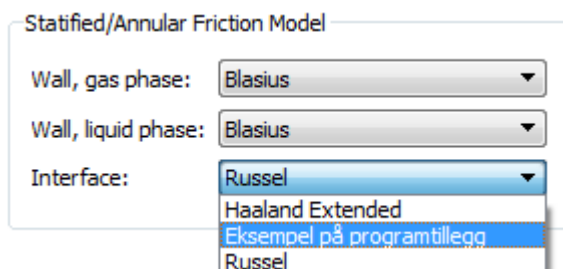 Statified/Annular Friction Model
Wall, gas phase: Blasius
Wall, liquid phase: Blasius
Interface: Russel
Haaland Extended
Eksempel på programtillegg
Russel